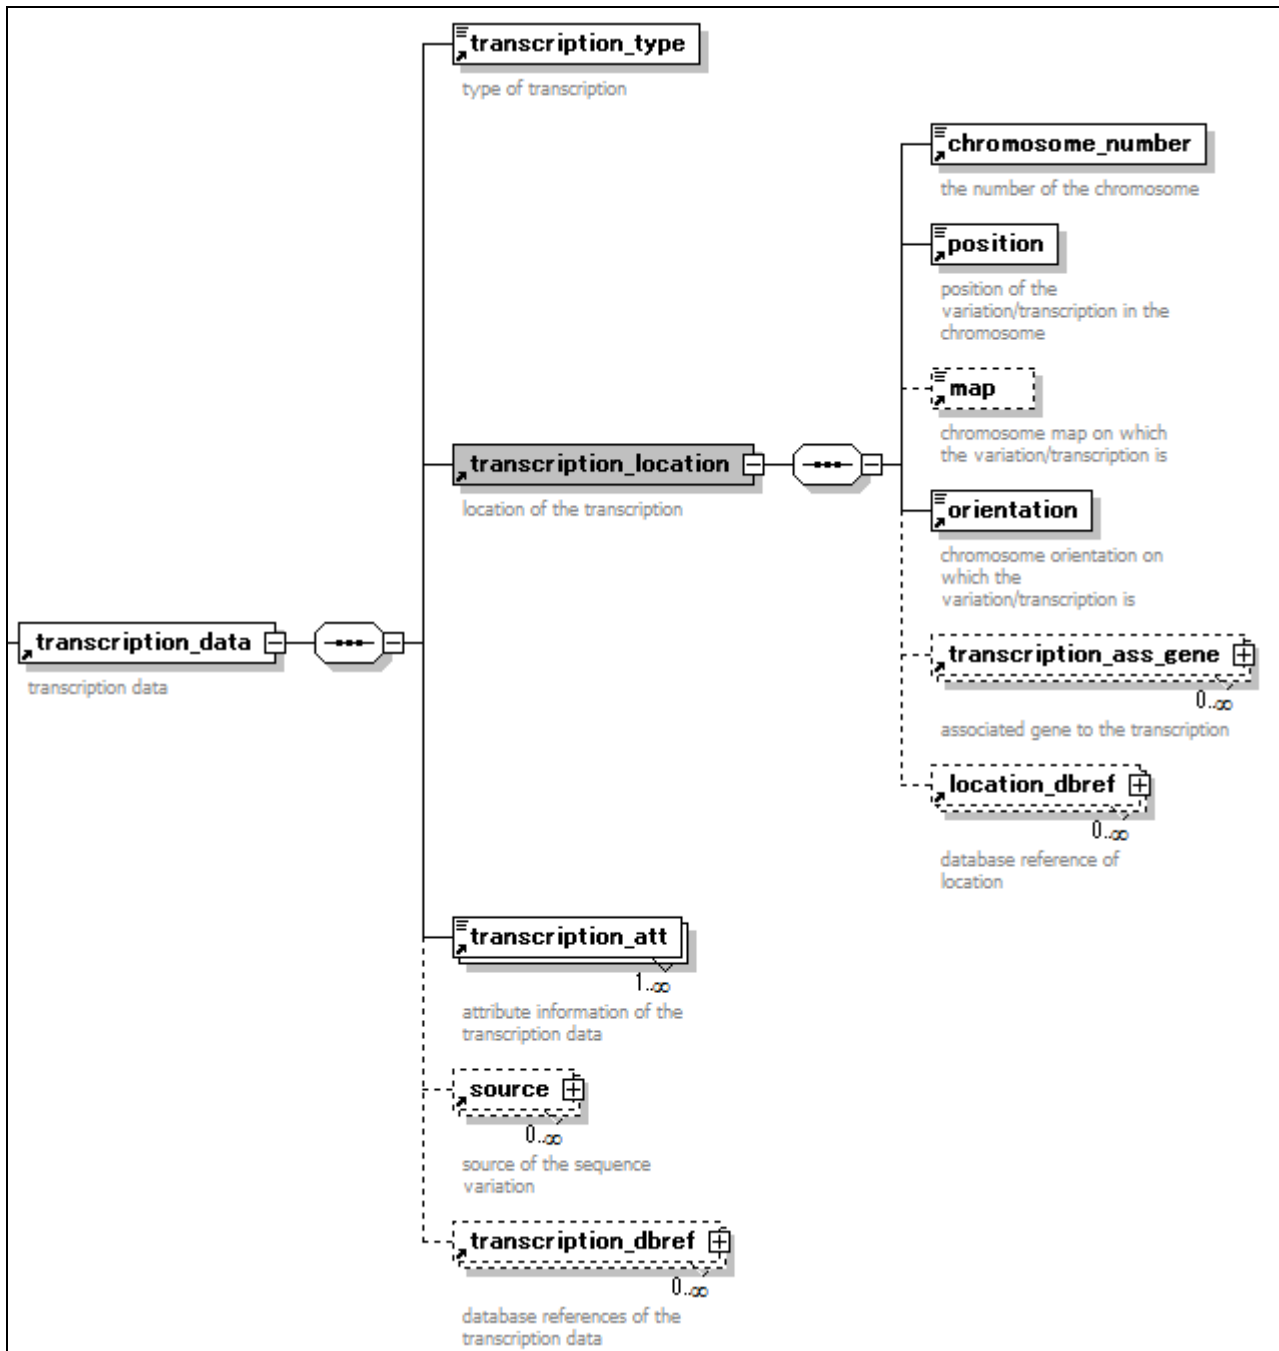 transcription_type
type of transcription
chromosome_number
the number of the chromosome
position
position of the
variation/transcription in the
chromosome
map
chromosome map on which
the variation/transcription is
transcription_location
location of the transcription
orientation
chromosome orientation on
which the
variation/transcription is
transcription_data
transcription data
transcription_ass_gene
0..∞
associated gene to the transcription
location_dbref
0..∞
database reference of
location
transcription_att
1..∞
attribute information of the
transcription data
source
0..∞
source of the sequence
variation
transcription_dbref
0..∞
database references of the
transcription data